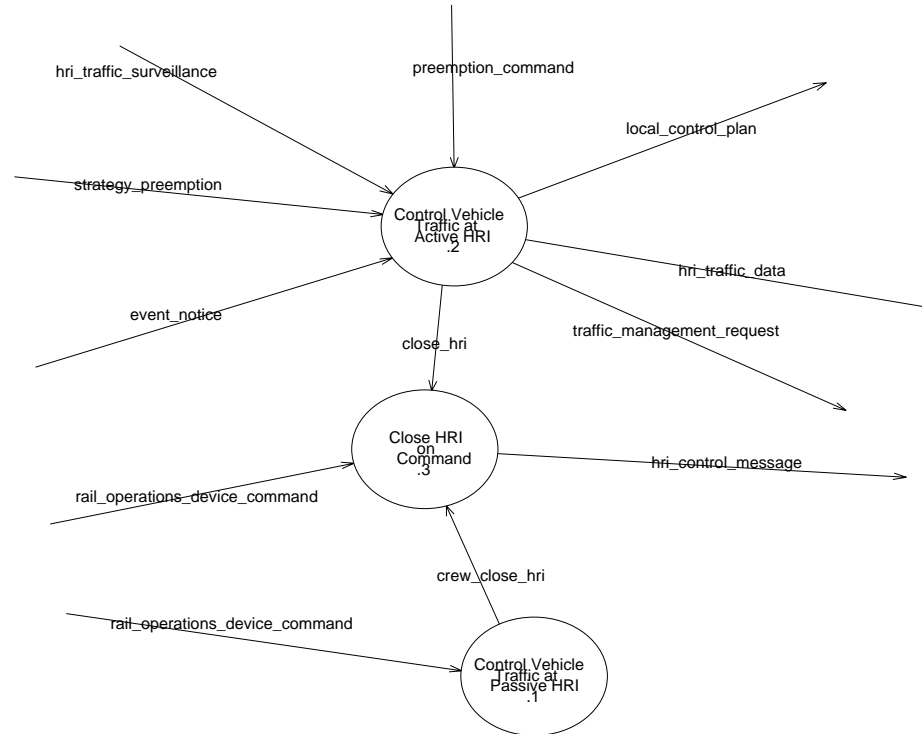 preemption_command
hri_traffic_surveillance
local_control_plan
strategy_preemption
Control Vehicle
Traffic at
Active HRI
.2
hri_traffic_data
event_notice
traffic_management_request
close_hri
Close HRI
on
Command
.3
hri_control_message
rail_operations_device_command
crew_close_hri
rail_operations_device_command
Control Vehicle
Traffic at
Passive HRI
.1